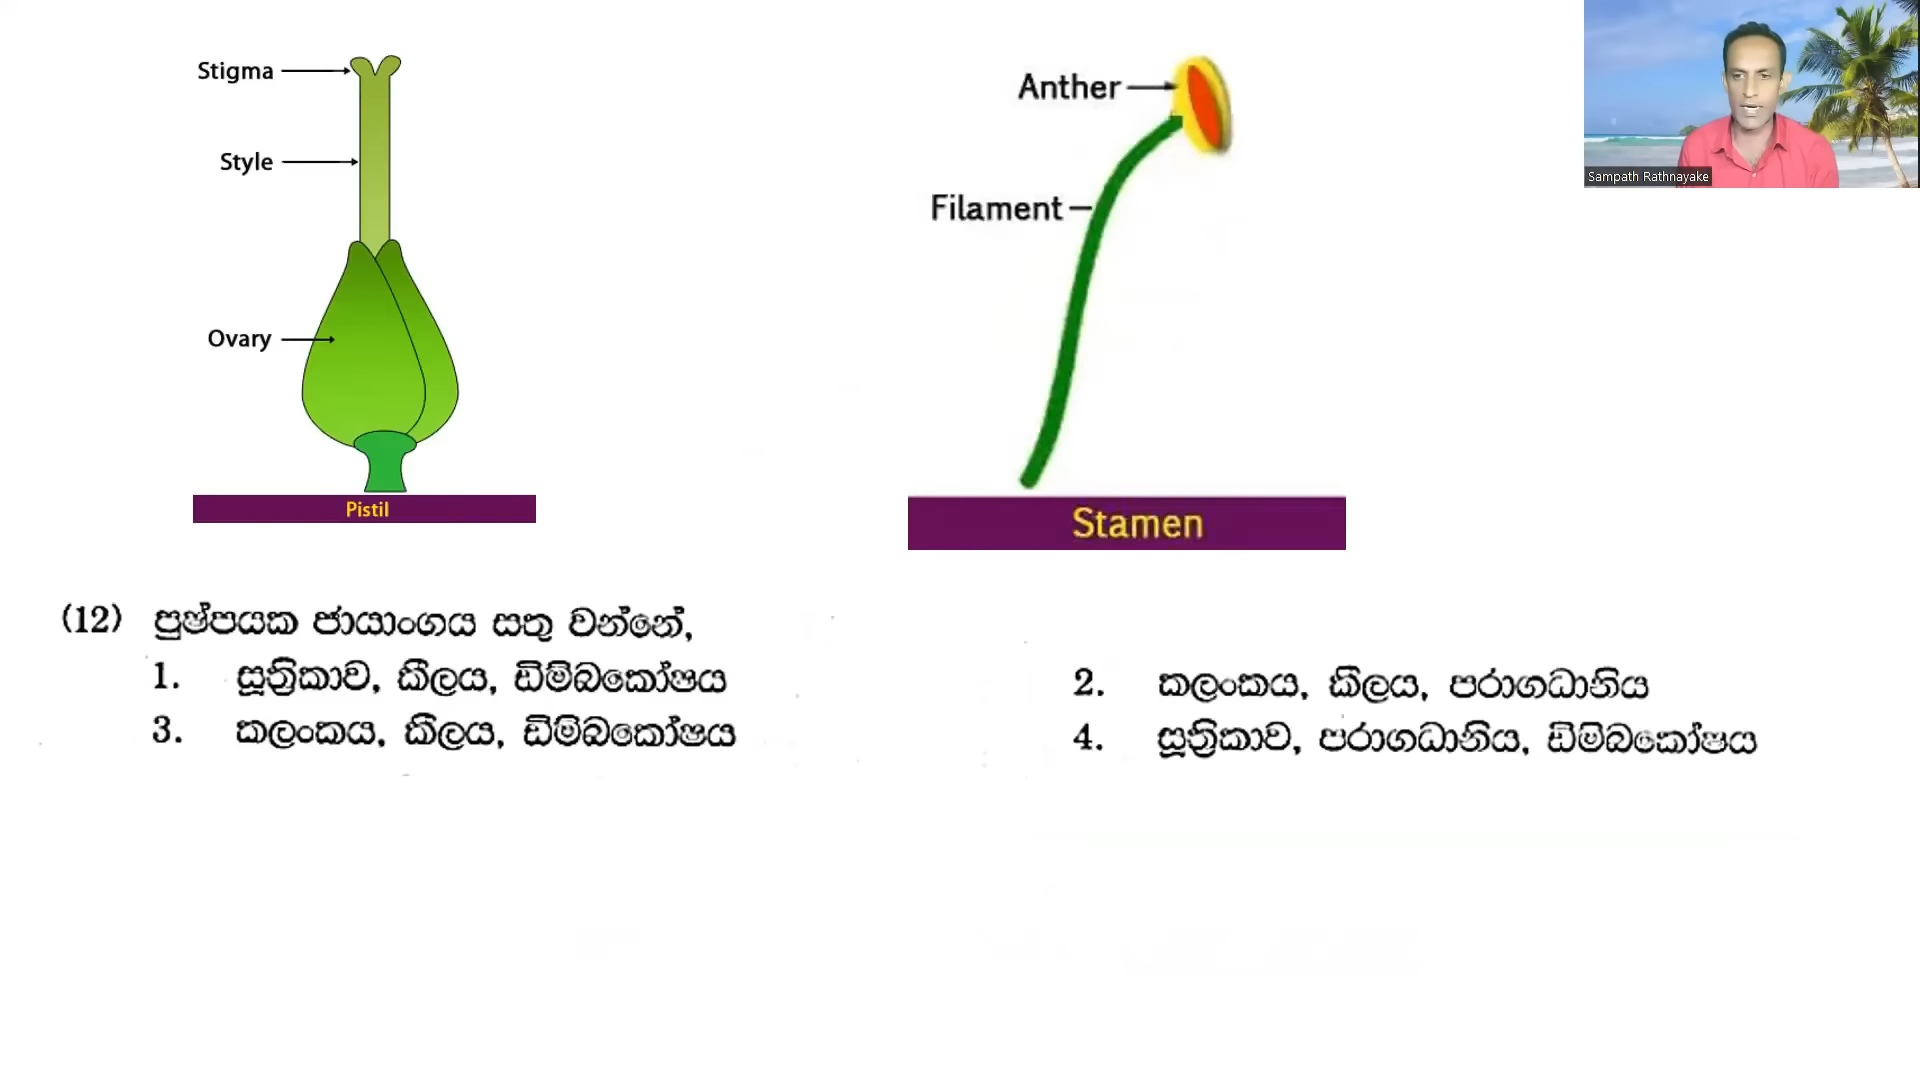 Stigma
Style
Ovary
Pistil
Anther
Filament
Stamen
Sampath Rathnayake
(12) පුෂ්පයක ජායාංගය සතු වන්නේ,
1. සූත්‍රිකාව, කීලය, ඩිම්බකෝෂය
2. කලංකය, කීලය, පරාගධානිය
3. කලංකය, කීලය, ඩිම්බකෝෂය
4. සූත්‍රිකාව, පරාගධානිය, ඩිම්බකෝෂය